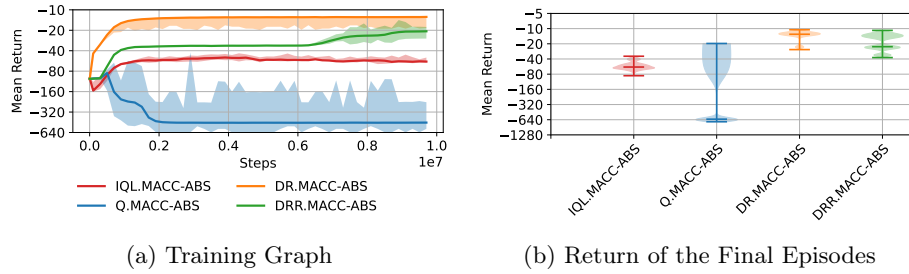 Mean Return
−10
−20
−40
−80
−160
−320
−640
0.0 0.2 0.4 0.6 0.8 1.0
Steps
1e7
IQL.MACC-ABS
DR.MACC-ABS
Q.MACC-ABS
DRR.MACC-ABS
(a) Training Graph
Mean Return
−5
−10
−20
−40
−80
−160
−320
−640
−1280
IQL.MACC-ABS
Q.MACC-ABS
DR.MACC-ABS
DRR.MACC-ABS
(b) Return of the Final Episodes